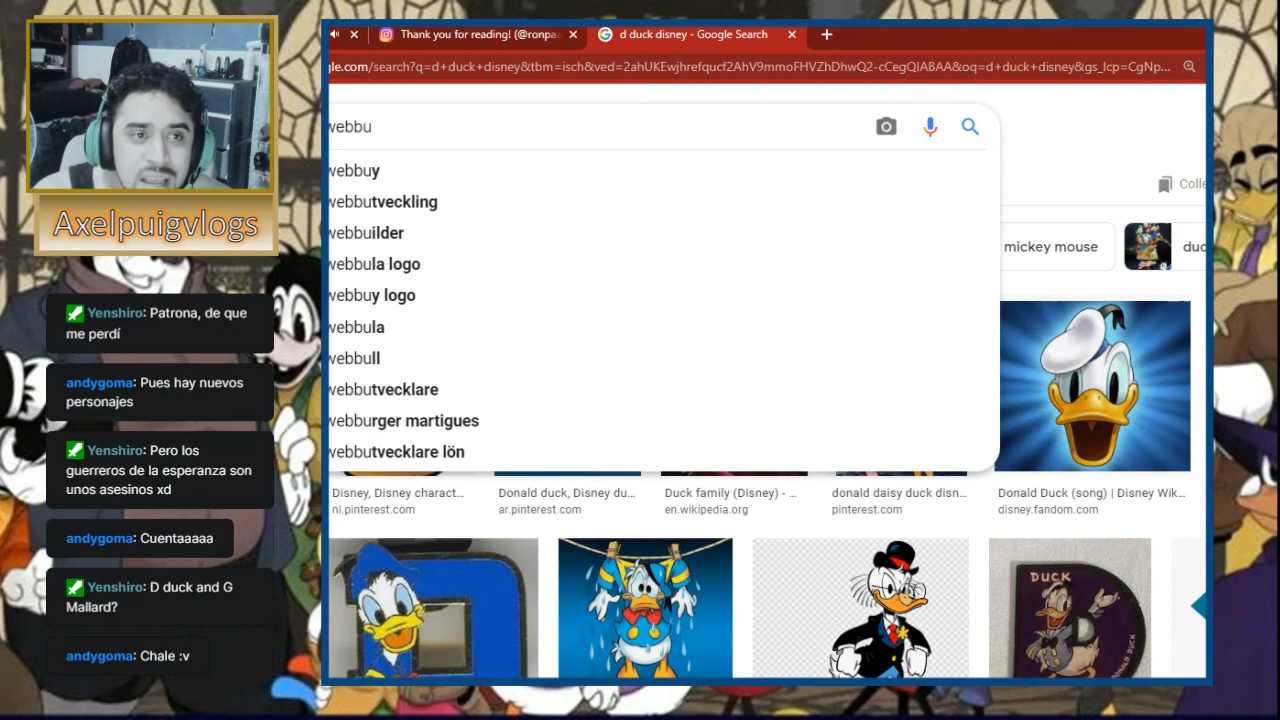 Thank you for reading! (@ronpa
d duck disney - Google Search
gle.com/search?q=d+duck+disney&tbm=isch&ved=2ahUKEwjhrefqucf2AhV9mmoFHVZhDhwQ2-cCegQIABAA&oq=d+duck+disney&gs_lcp=CgNp...
webbu
webbuy
webbutveckling
webbuilder
webbula logo
webbuy logo
webbula
webbull
webbutvecklare
webburger martigues
webbutvecklare lön
Colle
mickey mouse
duc
Disney, Disney charact...
nl.pinterest.com
Donald duck, Disney du...
ar.pinterest.com
Duck family (Disney) - ...
en.wikipedia.org
donald daisy duck disn...
pinterest.com
Donald Duck (song) | Disney Wik...
disney.fandom.com
DUCK
DONALD DUCK
Axelpuigvlogs
Yenshiro: Patrona, de que
me perdí
andygoma: Pues hay nuevos
personajes
Yenshiro: Pero los
guerreros de la esperanza son
unos asesinos xd
andygoma: Cuentaaaaa
Yenshiro: D duck and G
Mallard?
andygoma: Chale :v